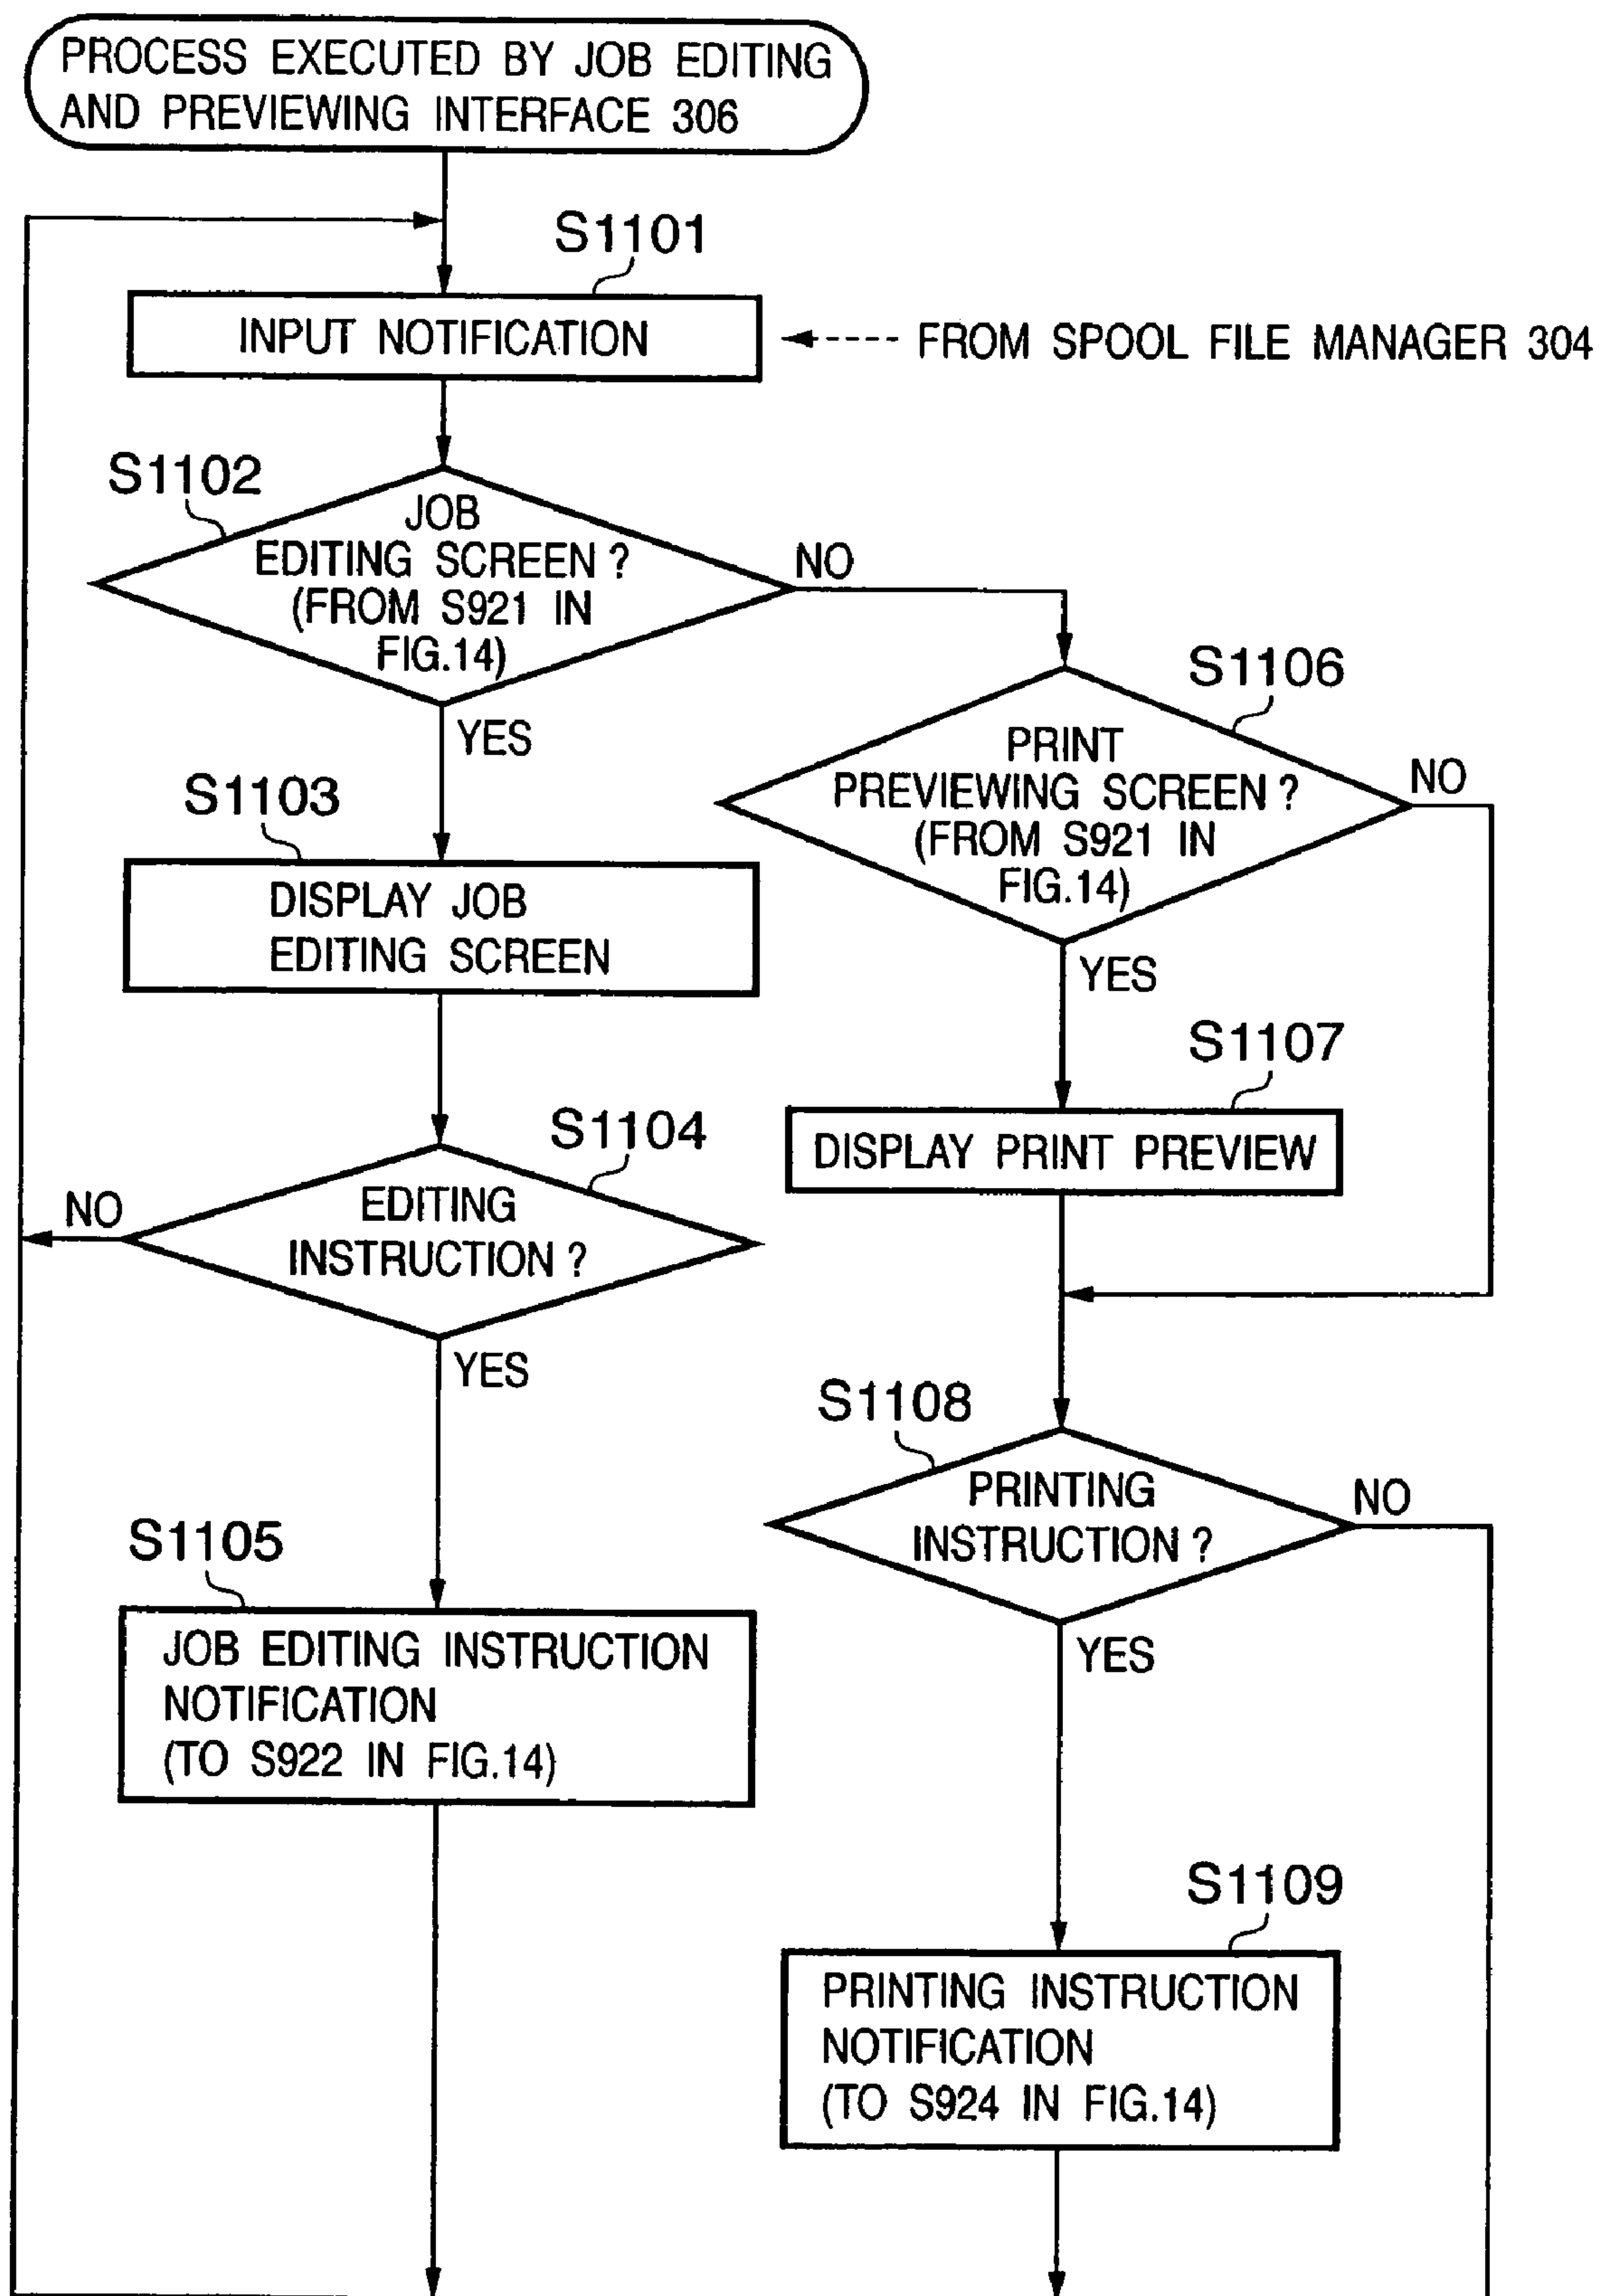 PROCESS EXECUTED BY JOB EDITING
AND PREVIEWING INTERFACE 306
S1101
INPUT NOTIFICATION
FROM SPOOL FILE MANAGER 304
S1102
JOB
EDITING SCREEN ?
(FROM S921 IN
FIG.14)
NO
YES
S1106
PRINT
PREVIEWING SCREEN ?
(FROM S921 IN
FIG.14)
NO
YES
S1103
DISPLAY JOB
EDITING SCREEN
S1107
DISPLAY PRINT PREVIEW
S1104
EDITING
INSTRUCTION ?
NO
YES
S1108
PRINTING
INSTRUCTION ?
NO
YES
S1105
JOB EDITING INSTRUCTION
NOTIFICATION
(TO S922 IN FIG.14)
S1109
PRINTING INSTRUCTION
NOTIFICATION
(TO S924 IN FIG.14)